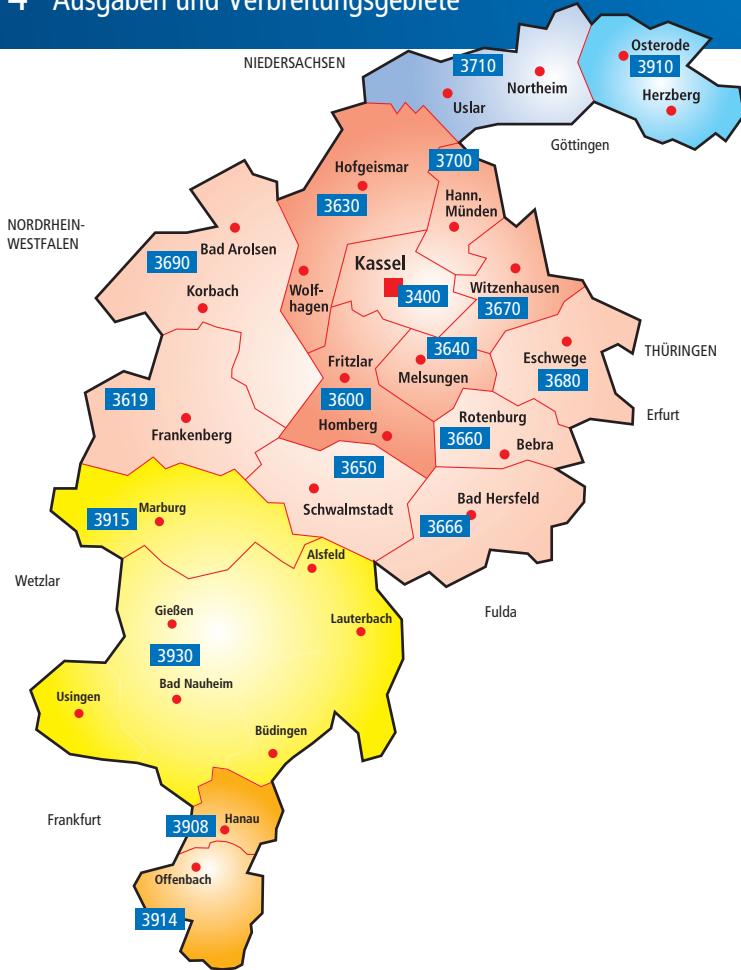 4 Ausgaben und Verbreitungsgebiete
NIEDERSACHSEN
3710
Northeim
Uslar
Osterode
3910
Herzberg
Göttingen
Hofgeismar
3630
3700
Hann.
Münden
NORDRHEIN-
WESTFALEN
Bad Arolsen
3690
Korbach
Wolf-
hagen
Kassel
3400
Witzenhausen
3670
THÜRINGEN
3640
Melsungen
Eschwege
3680
Erfurt
Fritzlar
3600
Homberg
3619
Frankenberg
Rotenburg
3660
Bebra
3650
Schwalmstadt
Bad Hersfeld
3666
3915
Marburg
Alsfeld
Wetzlar
Fulda
Gießen
Lauterbach
3930
Bad Nauheim
Usingen
Büdingen
Frankfurt
3908
Hanau
Offenbach
3914